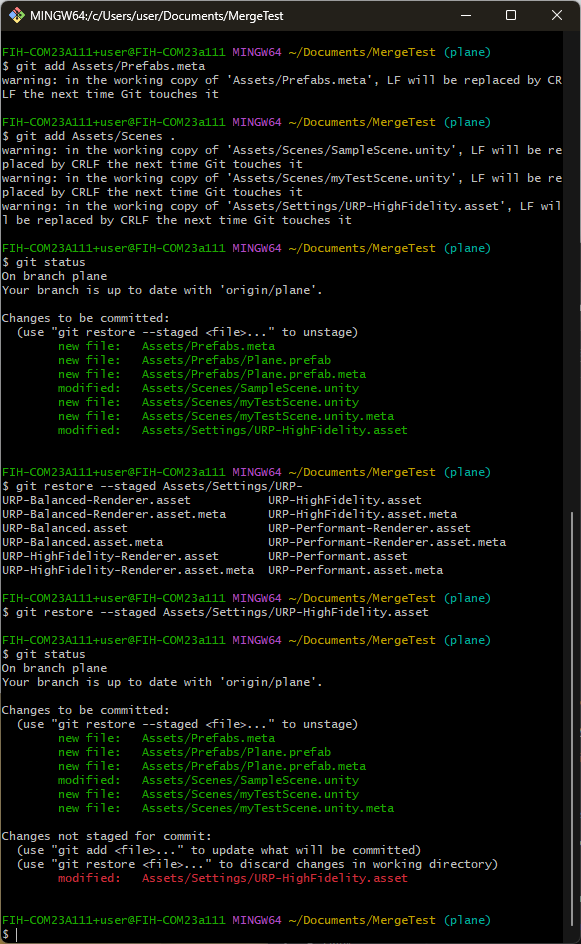 MINGW64:/c/Users/user/Documents/MergeTest
FIH-COM23A111+user@FIH-COM23a111 MINGW64 ~/Documents/MergeTest (plane)
$ git add Assets/Prefabs.meta
warning: in the working copy of 'Assets/Prefabs.meta', LF will be replaced by CR
LF the next time Git touches it
FIH-COM23A111+user@FIH-COM23a111 MINGW64 ~/Documents/MergeTest (plane)
$ git add Assets/Scenes .
warning: in the working copy of 'Assets/Scenes/SampleScene.unity', LF will be re
placed by CRLF the next time Git touches it
warning: in the working copy of 'Assets/Scenes/myTestScene.unity', LF will be re
placed by CRLF the next time Git touches it
warning: in the working copy of 'Assets/Settings/URP-HighFidelity.asset', LF wil
l be replaced by CRLF the next time Git touches it
FIH-COM23A111+user@FIH-COM23a111 MINGW64 ~/Documents/MergeTest (plane)
$ git status
On branch plane
Your branch is up to date with 'origin/plane'.
Changes to be committed:
(use "git restore --staged <file>..." to unstage)
new file:   Assets/Prefabs.meta
new file:   Assets/Prefabs/Plane.prefab
new file:   Assets/Prefabs/Plane.prefab.meta
modified:   Assets/Scenes/SampleScene.unity
new file:   Assets/Scenes/myTestScene.unity
new file:   Assets/Scenes/myTestScene.unity.meta
modified:   Assets/Settings/URP-HighFidelity.asset
FIH-COM23A111+user@FIH-COM23a111 MINGW64 ~/Documents/MergeTest (plane)
$ git restore --staged Assets/Settings/URP-
URP-Balanced-Renderer.asset           URP-HighFidelity.asset
URP-Balanced-Renderer.asset.meta      URP-HighFidelity.asset.meta
URP-Balanced.asset                    URP-Performant-Renderer.asset
URP-Balanced.asset.meta               URP-Performant-Renderer.asset.meta
URP-HighFidelity-Renderer.asset       URP-Performant.asset
URP-HighFidelity-Renderer.asset.meta  URP-Performant.asset.meta
FIH-COM23A111+user@FIH-COM23a111 MINGW64 ~/Documents/MergeTest (plane)
$ git restore --staged Assets/Settings/URP-HighFidelity.asset
FIH-COM23A111+user@FIH-COM23a111 MINGW64 ~/Documents/MergeTest (plane)
$ git status
On branch plane
Your branch is up to date with 'origin/plane'.
Changes to be committed:
(use "git restore --staged <file>..." to unstage)
new file:   Assets/Prefabs.meta
new file:   Assets/Prefabs/Plane.prefab
new file:   Assets/Prefabs/Plane.prefab.meta
modified:   Assets/Scenes/SampleScene.unity
new file:   Assets/Scenes/myTestScene.unity
new file:   Assets/Scenes/myTestScene.unity.meta
Changes not staged for commit:
(use "git add <file>..." to update what will be committed)
(use "git restore <file>..." to discard changes in working directory)
modified:   Assets/Settings/URP-HighFidelity.asset
FIH-COM23A111+user@FIH-COM23a111 MINGW64 ~/Documents/MergeTest (plane)
$